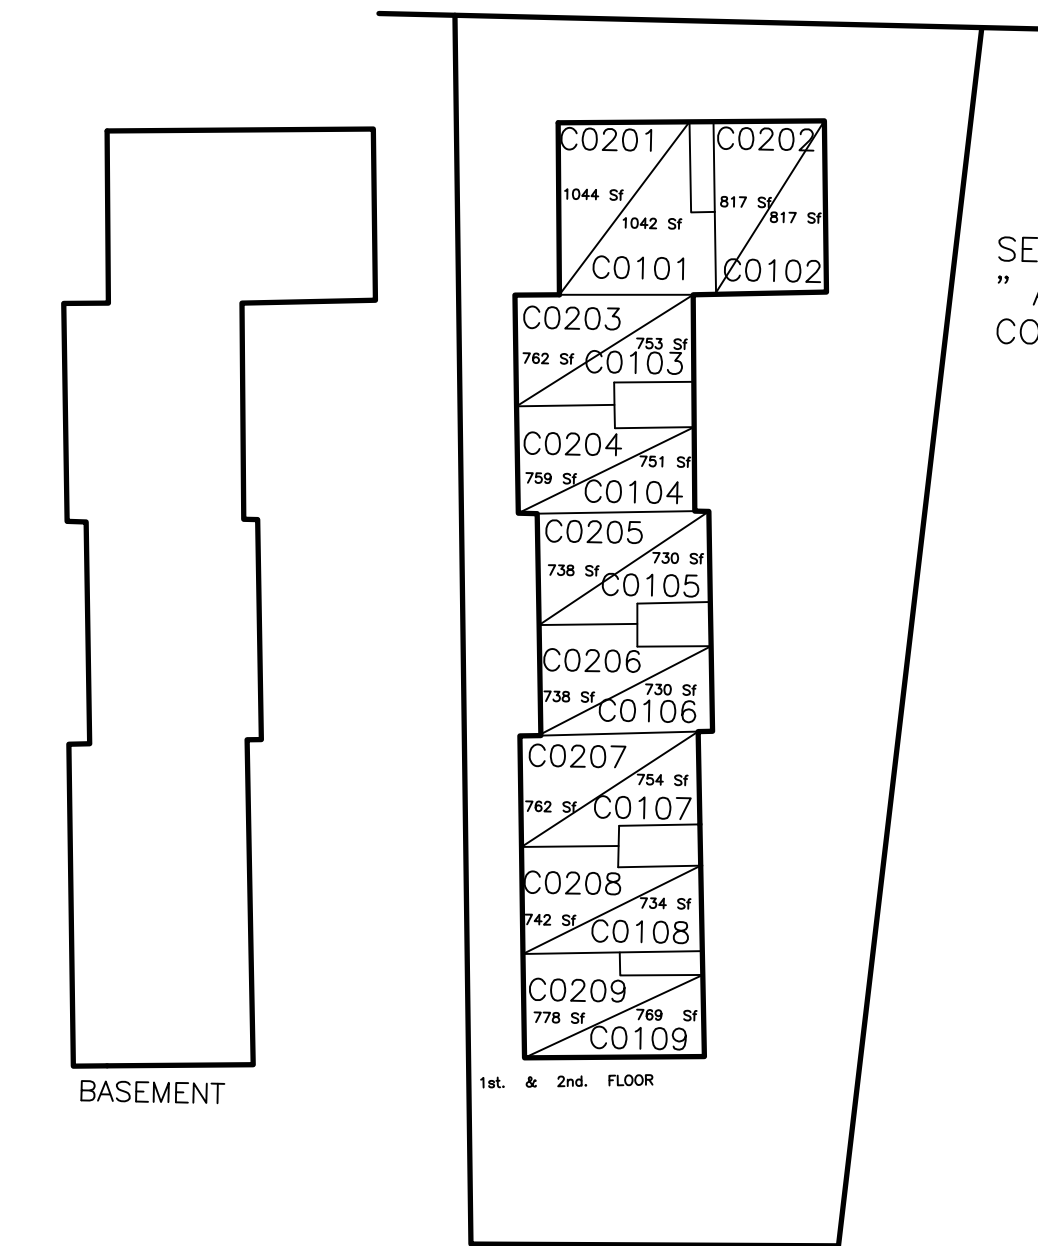 C0201
C0202
1044 Sf
817 Sf
1042 Sf
817 Sf
C0101
C0102
SE
" 
CO
C0203
753 Sf
762 Sf
C0103
C0204
751 Sf
759 Sf
C0104
C0205
730 Sf
738 Sf
C0105
C0206
730 Sf
738 Sf
C0106
C0207
754 Sf
762 Sf
C0107
C0208
734 Sf
742 Sf
C0108
C0209
769 Sf
778 Sf
C0109
BASEMENT
1st. & 2nd. FLOOR